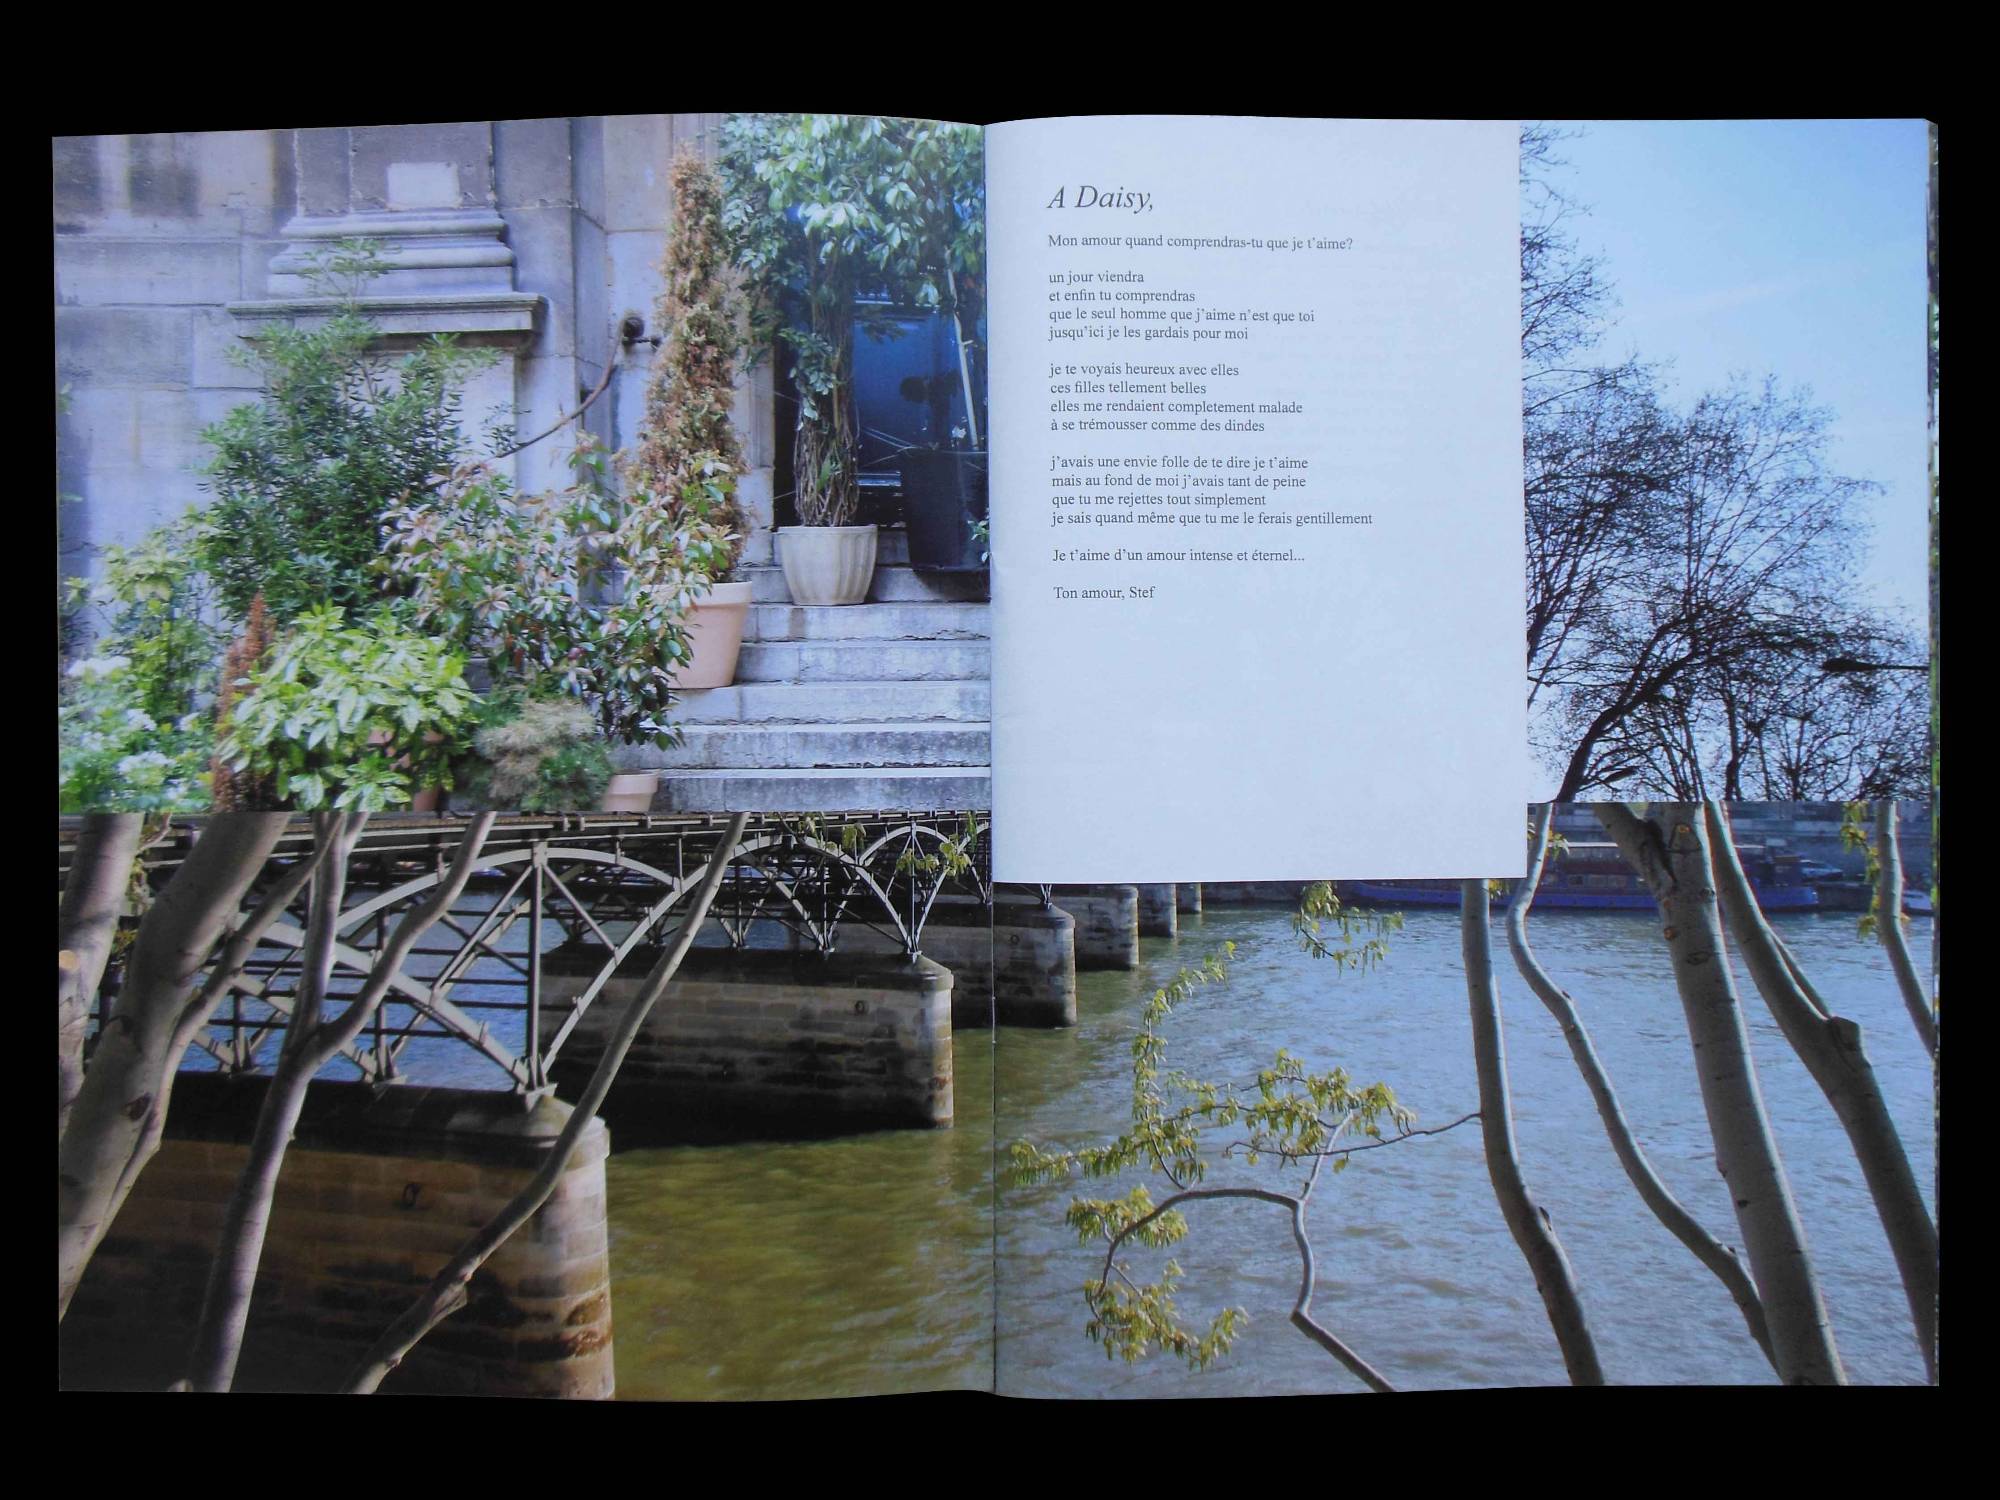 A Daisy,
Mon amour quand comprendras-tu que je t'aime?
un jour viendra
et enfin tu comprendras
que le seul homme que j'aime n'est que toi
jusqu'ici je les gardais pour moi
je te voyais heureux avec elles
ces filles tellement belles
elles me rendaient completement malade
à se trémousser comme des dindes
j'avais une envie folle de te dire je t'aime
mais au fond de moi j'avais tant de peine
que tu me rejettes tout simplement
je sais quand même que tu me le ferais gentillement
Je t'aime d'un amour intense et éternel...
Ton amour, Stef